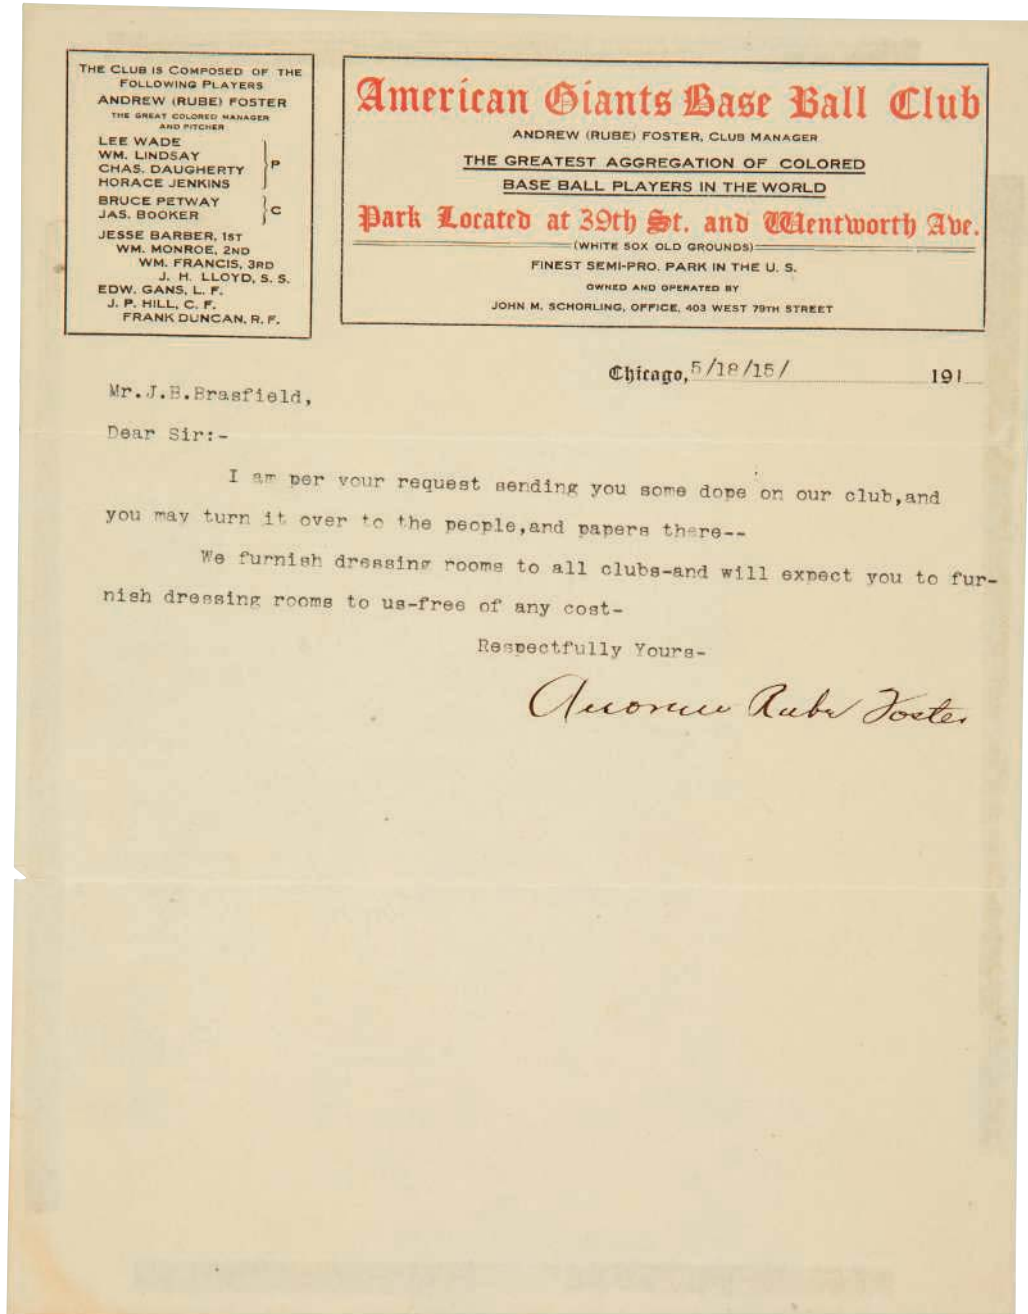 THE CLUB IS COMPOSED OF THE
FOLLOWING PLAYERS
ANDREW (RUBE) FOSTER
THE GREAT COLORED MANAGER
AND PITCHER
LEE WADE
WM. LINDSAY
CHAS. DAUGHERTY
HORACE JENKINS
P
BRUCE PETWAY
JAS. BOOKER
C
JESSE BARBER, 1ST
WM. MONROE, 2ND
WM. FRANCIS, 3RD
J. H. LLOYD, S. S.
EDW. GANS, L. F.
J. P. HILL, C. F.
FRANK DUNCAN, R. F.
American Giants Base Ball Club
ANDREW (RUBE) FOSTER, CLUB MANAGER
THE GREATEST AGGREGATION OF COLORED
BASE BALL PLAYERS IN THE WORLD
Park Located at 39th St. and Wentworth Ave.
(WHITE SOX OLD GROUNDS)
FINEST SEMI-PRO. PARK IN THE U. S.
OWNED AND OPERATED BY
JOHN M. SCHORLING, OFFICE, 403 WEST 79TH STREET
Chicago, 5/18/15/ 191
Mr.J.B.Brasfield,
Dear Sir:-
I am per your request sending you some dope on our club,and
you may turn it over to the people,and papers there--
We furnish dressing rooms to all clubs-and will expect you to fur-
nish dressing rooms to us-free of any cost-
Respectfully Yours-
Andrew Rube Foster